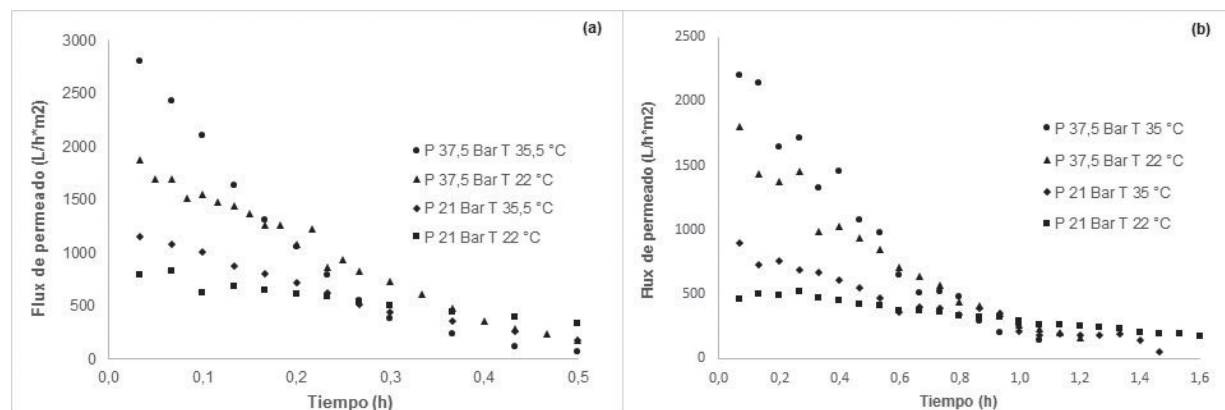 (a)
Flux de permeado (L/h*m2)
3000
2500
2000
1500
1000
500
0
P 37,5 Bar T 35,5 °C
P 37,5 Bar T 22 °C
P 21 Bar T 35,5 °C
P 21 Bar T 22 °C
0,0 0,1 0,2 0,3 0,4 0,5
Tiempo (h)
(b)
Flux de permeado (L/h*m2)
2500
2000
1500
1000
500
0
P 37,5 Bar T 35 °C
P 37,5 Bar T 22 °C
P 21 Bar T 35 °C
P 21 Bar T 22 °C
0,0 0,2 0,4 0,6 0,8 1,0 1,2 1,4 1,6
Tiempo (h)